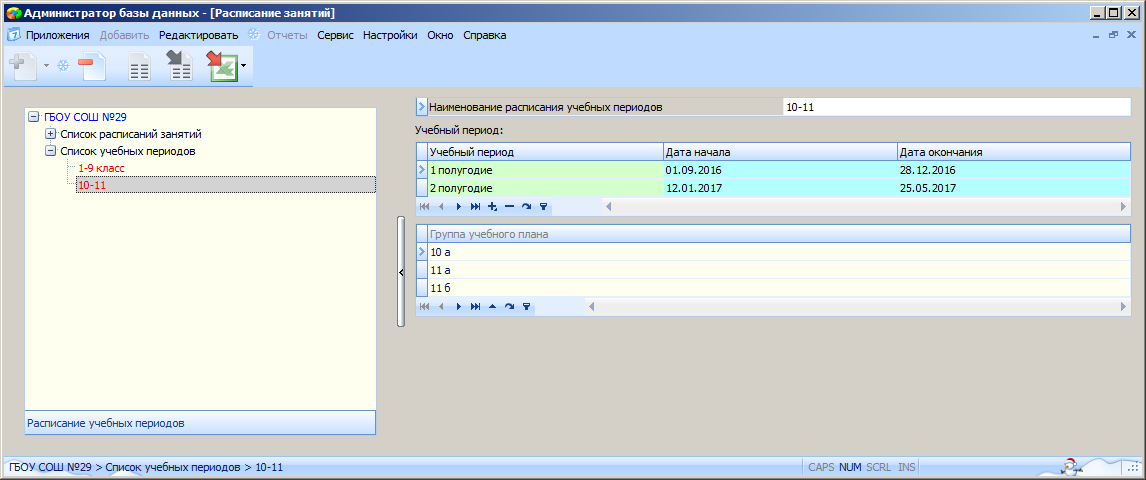 Администратор базы данных - [Расписание занятий]
Приложения Добавить Редактировать Отчеты Сервис Настройки Окно Справка
ГБОУ СОШ №29
Список расписаний занятий
Список учебных периодов
1-9 класс
10-11
Расписание учебных периодов
Наименование расписания учебных периодов 10-11
Учебный период:
Учебный период Дата начала Дата окончания
1 полугодие 01.09.2016 28.12.2016
2 полугодие 12.01.2017 25.05.2017
Группа учебного плана
10 а
11 а
11 б
ГБОУ СОШ №29 > Список учебных периодов > 10-11 CAPS NUM SCRL INS